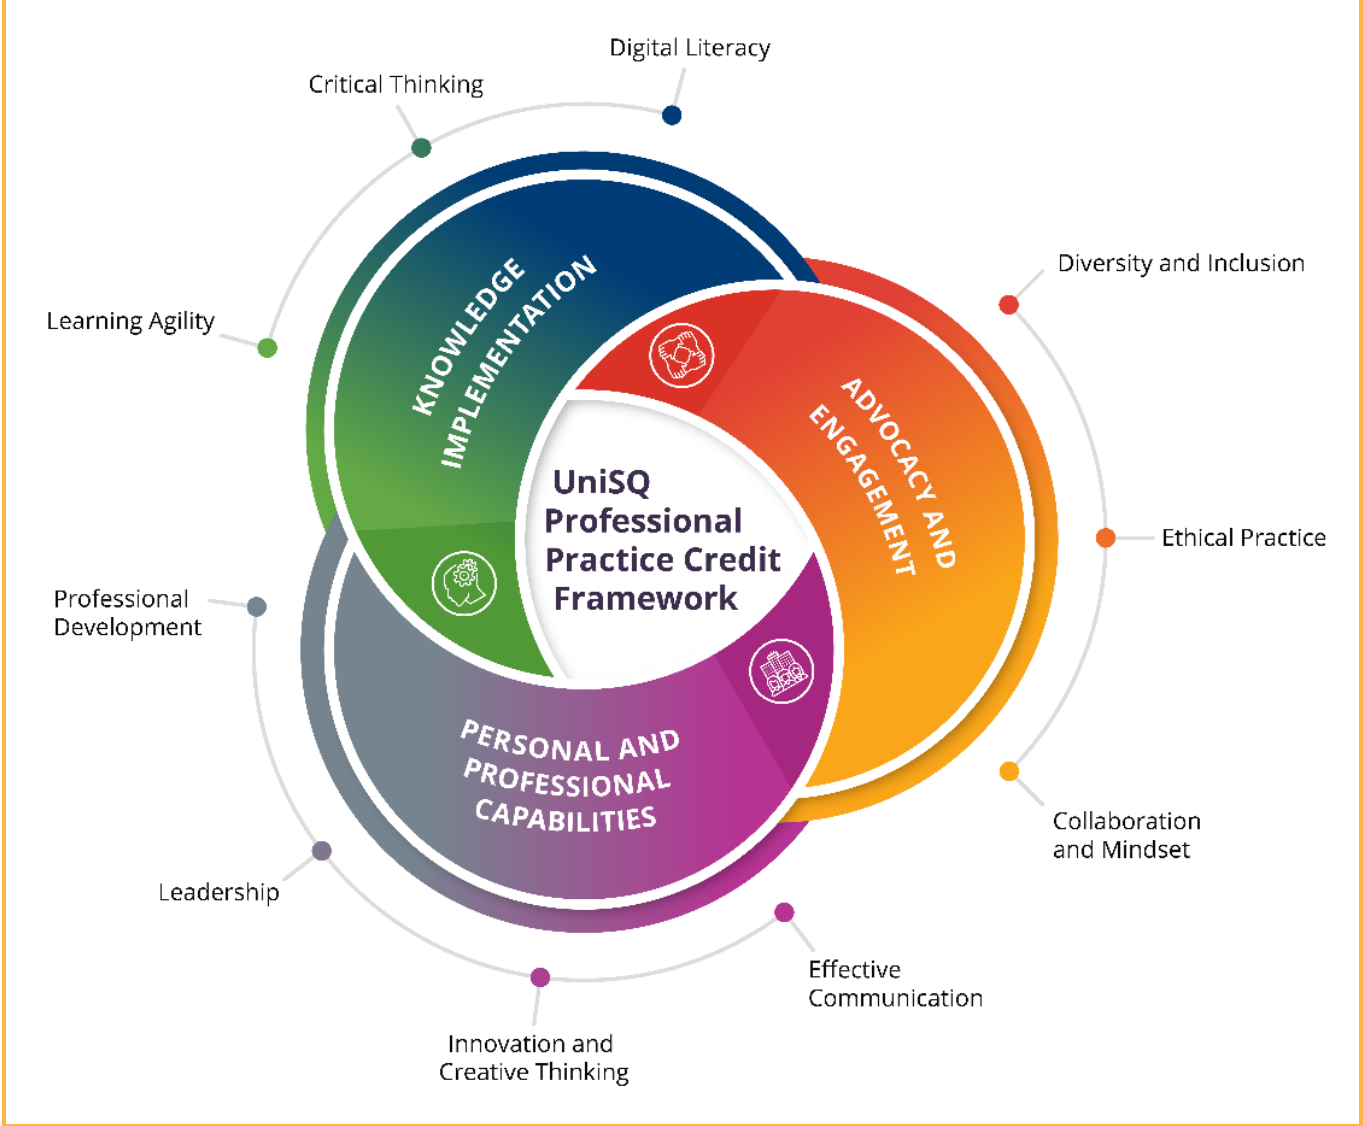 Digital Literacy
Critical Thinking
Learning Agility
KNOWLEDGE
IMPLEMENTATION
Diversity and Inclusion
ADVOCACY AND
ENGAGEMENT
Ethical Practice
Collaboration
and Mindset
UniSQ
Professional
Practice Credit
Framework
Professional
Development
PERSONAL AND
PROFESSIONAL
CAPABILITIES
Leadership
Effective
Communication
Innovation and
Creative Thinking